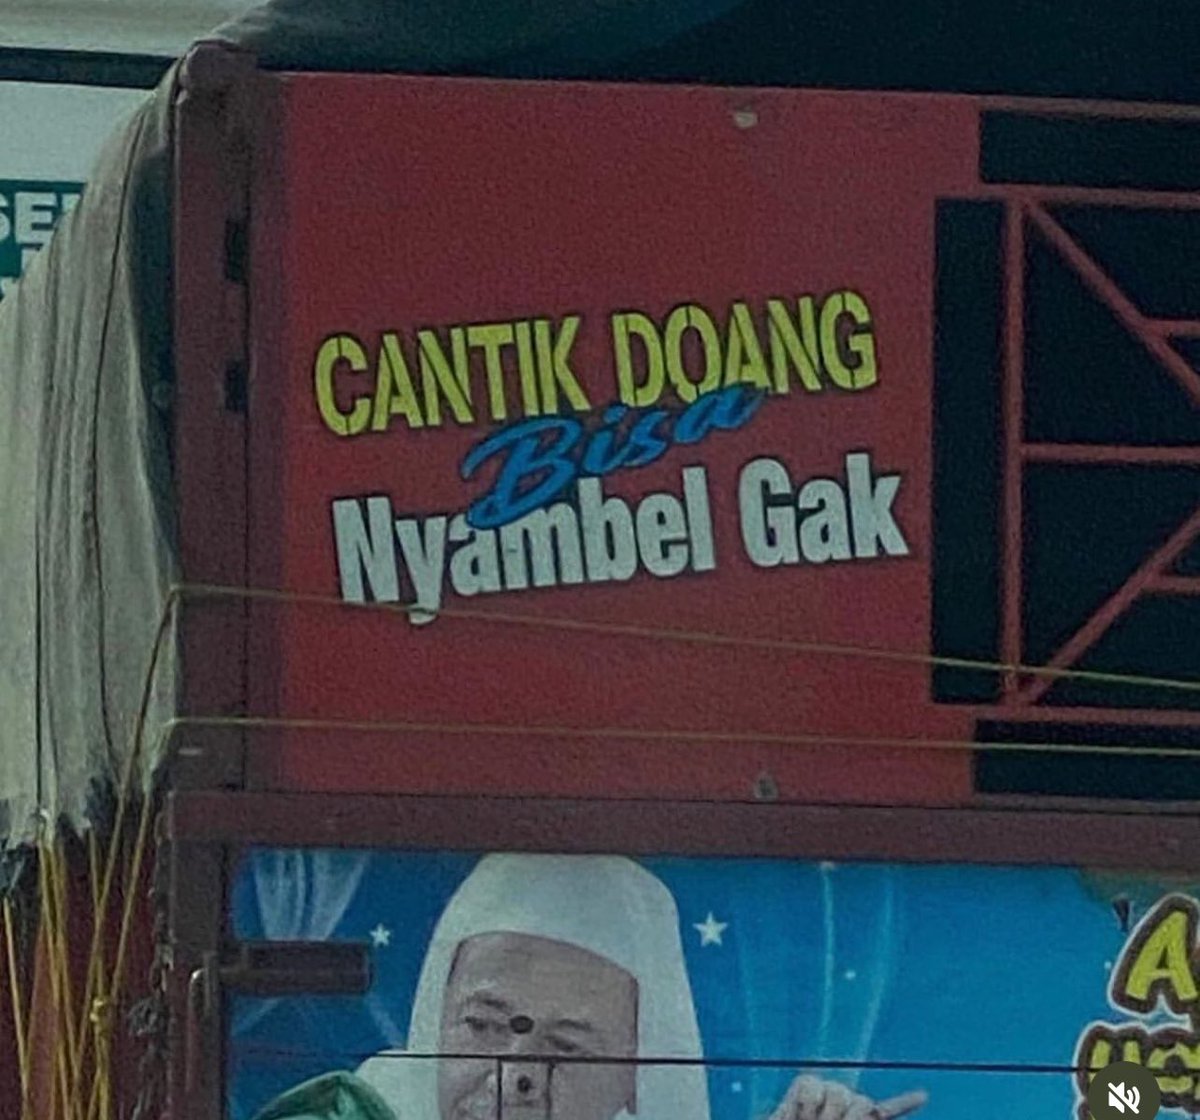 CANTIK DOANG
Bisa
Nyambel Gak